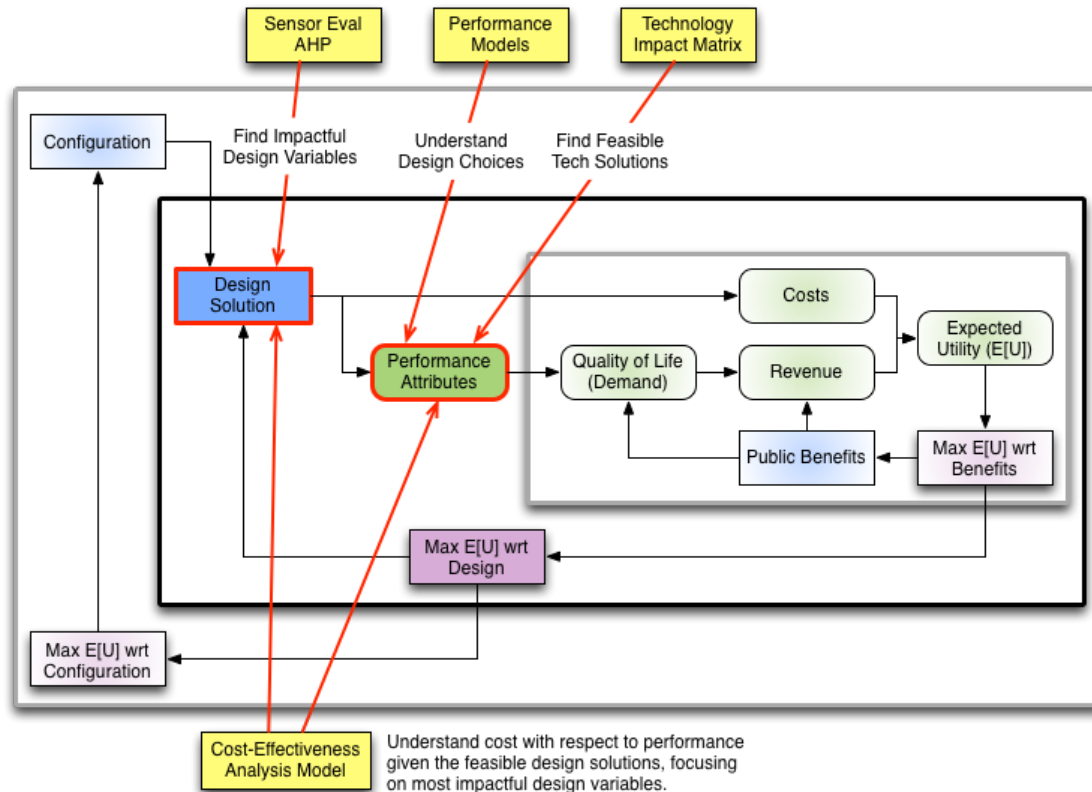 Sensor Eval
AHP
Performance
Models
Technology
Impact Matrix
Configuration
Find Impactful
Design Variables
Understand
Design Choices
Find Feasible
Tech Solutions
Design
Solution
Costs
Expected
Utility (E[U])
Performance
Attributes
Quality of Life
(Demand)
Revenue
Public Benefits
Max E[U] wrt
Benefits
Max E[U] wrt
Design
Max E[U] wrt
Configuration
Cost-Effectiveness
Analysis Model
Understand cost with respect to performance
given the feasible design solutions, focusing
on most impactful design variables.